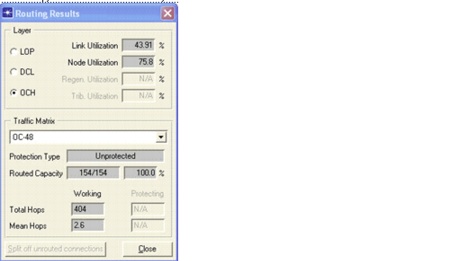 Routing Results
Layer
LOP
DCL
OCH
Link Utilization 43.91 %
Node Utilization 75.8 %
Regen. Utilization N/A %
Trib. Utilization N/A %
Traffic Matrix
OC-48
Protection Type Unprotected
Routed Capacity 154/154 100.0 %
Working Protecting
Total Hops 404 N/A
Mean Hops 2.6 N/A
Split off unrouted connections Close